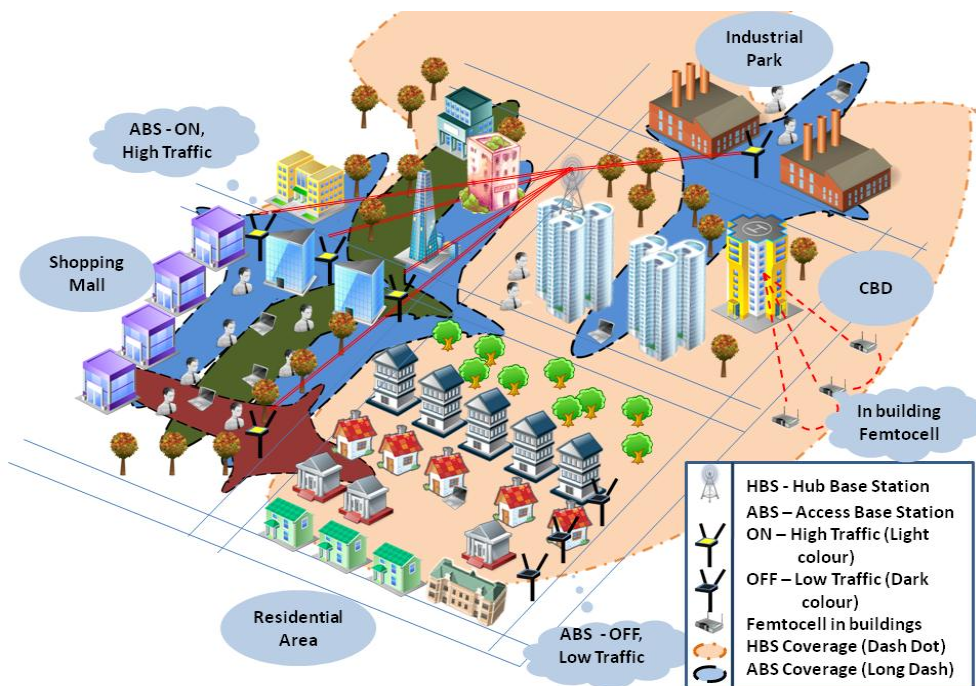 Industrial
Park
ABS - ON,
High Traffic
Shopping
Mall
CBD
In building
Femtocell
Residential
Area
ABS - OFF,
Low Traffic
HBS - Hub Base Station
ABS – Access Base Station
ON – High Traffic (Light
colour)
OFF – Low Traffic (Dark
colour)
Femtocell in buildings
HBS Coverage (Dash Dot)
ABS Coverage (Long Dash)
H